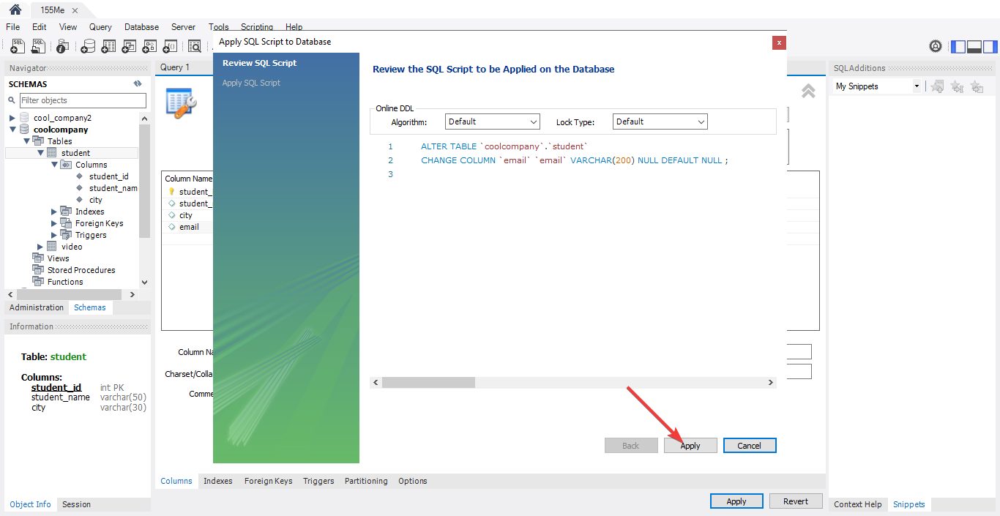 155Me
File Edit View Query Database Server Tools Scripting Help
Apply SQL Script to Database
Navigator
SCHEMAS
Filter objects
cool_company2
coolcompany
Tables
student
Columns
student_id
student_nam
city
Indexes
Foreign Keys
Triggers
video
Views
Stored Procedures
Functions
Administration Schemas
Information
Table: student
Columns:
student_id int PK
student_name varchar(50)
city varchar(30)
Object Info Session
Query 1
Column Name
student_
student_
city
email
Column Na
Charset/Colla
Comme
Review SQL Script
Apply SQL Script
Review the SQL Script to be Applied on the Database
Online DDL
Algorithm: Default Lock Type: Default
1 ALTER TABLE `coolcompany`.`student`
2 CHANGE COLUMN `email` `email` VARCHAR(200) NULL DEFAULT NULL ;
3
Back Apply Cancel
Columns Indexes Foreign Keys Triggers Partitioning Options
Apply Revert
SQLAdditions
My Snippets
Context Help Snippets